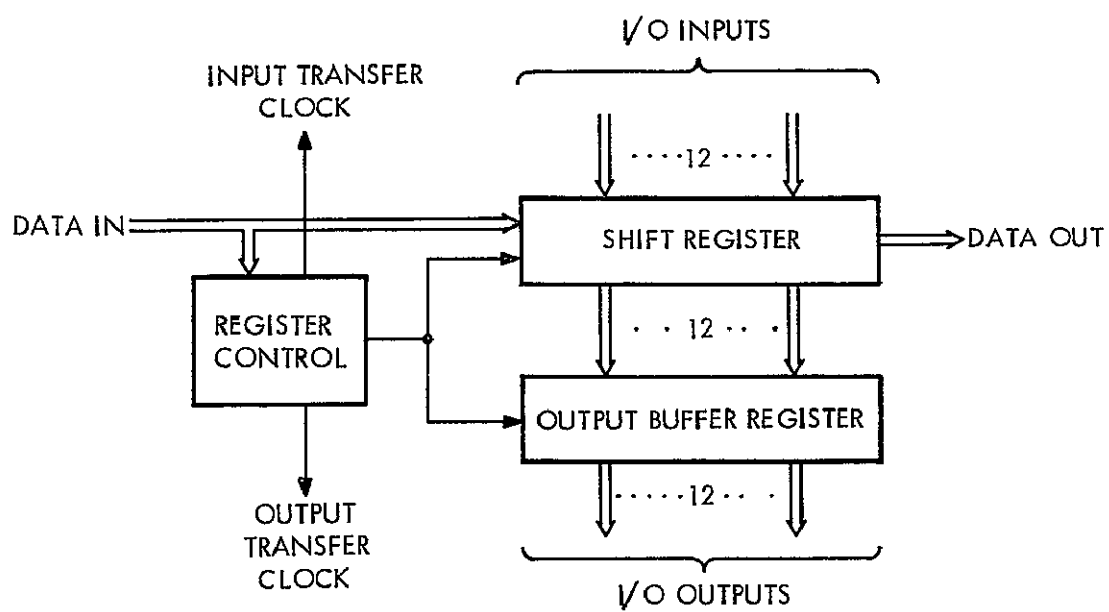 I/O INPUTS
INPUT TRANSFER
CLOCK
····12····
DATA IN
SHIFT REGISTER
DATA OUT
REGISTER
CONTROL
·· 12 ···
OUTPUT BUFFER REGISTER
·····12·· ·
OUTPUT
TRANSFER
CLOCK
I/O OUTPUTS